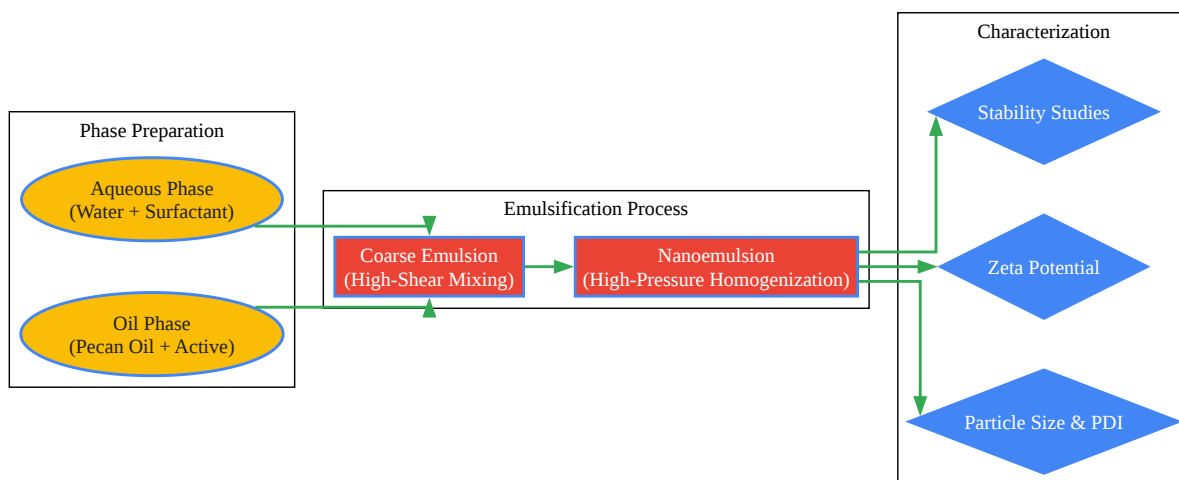 Phase Preparation
Aqueous Phase
(Water + Surfactant)
Oil Phase
(Pecan Oil + Active)
Emulsification Process
Coarse Emulsion
(High-Shear Mixing)
Nanoemulsion
(High-Pressure Homogenization)
Characterization
Stability Studies
Zeta Potential
Particle Size & PDI